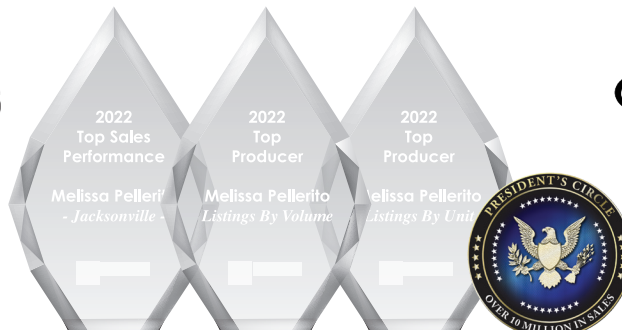 2022
Top Sales
Performance
Melissa Pellerit
- Jacksonville -
2022
Top
Producer
Melissa Pellerito
Listings By Volume
2022
Top
Producer
elissa Pellerito
Listings By Unit
PRESIDENT'S CIRCLE
OVER 10 MILLION IN SALES